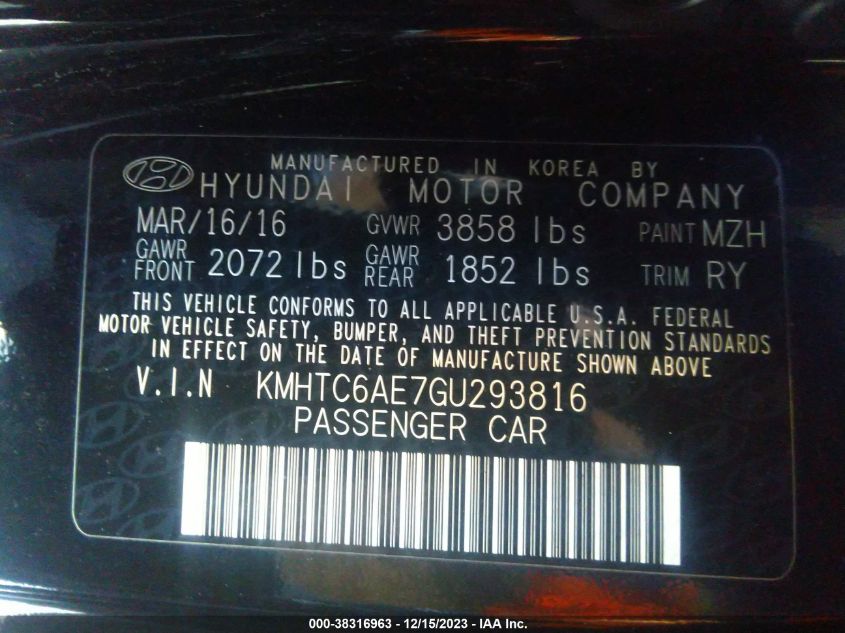 MANUFACTURED IN KOREA BY
HYUNDAI MOTOR COMPANY
MAR/16/16 GVWR 3858 lbs PAINT MZH
GAWR FRONT 2072 lbs GAWR REAR 1852 lbs TRIM RY
THIS VEHICLE CONFORMS TO ALL APPLICABLE U.S.A. FEDERAL
MOTOR VEHICLE SAFETY, BUMPER, AND THEFT PREVENTION STANDARDS
IN EFFECT ON THE DATE OF MANUFACTURE SHOWN ABOVE
V.I.N KMHTC6AE7GU293816
PASSENGER CAR
000-38316963 - 12/15/2023 - IAA Inc.